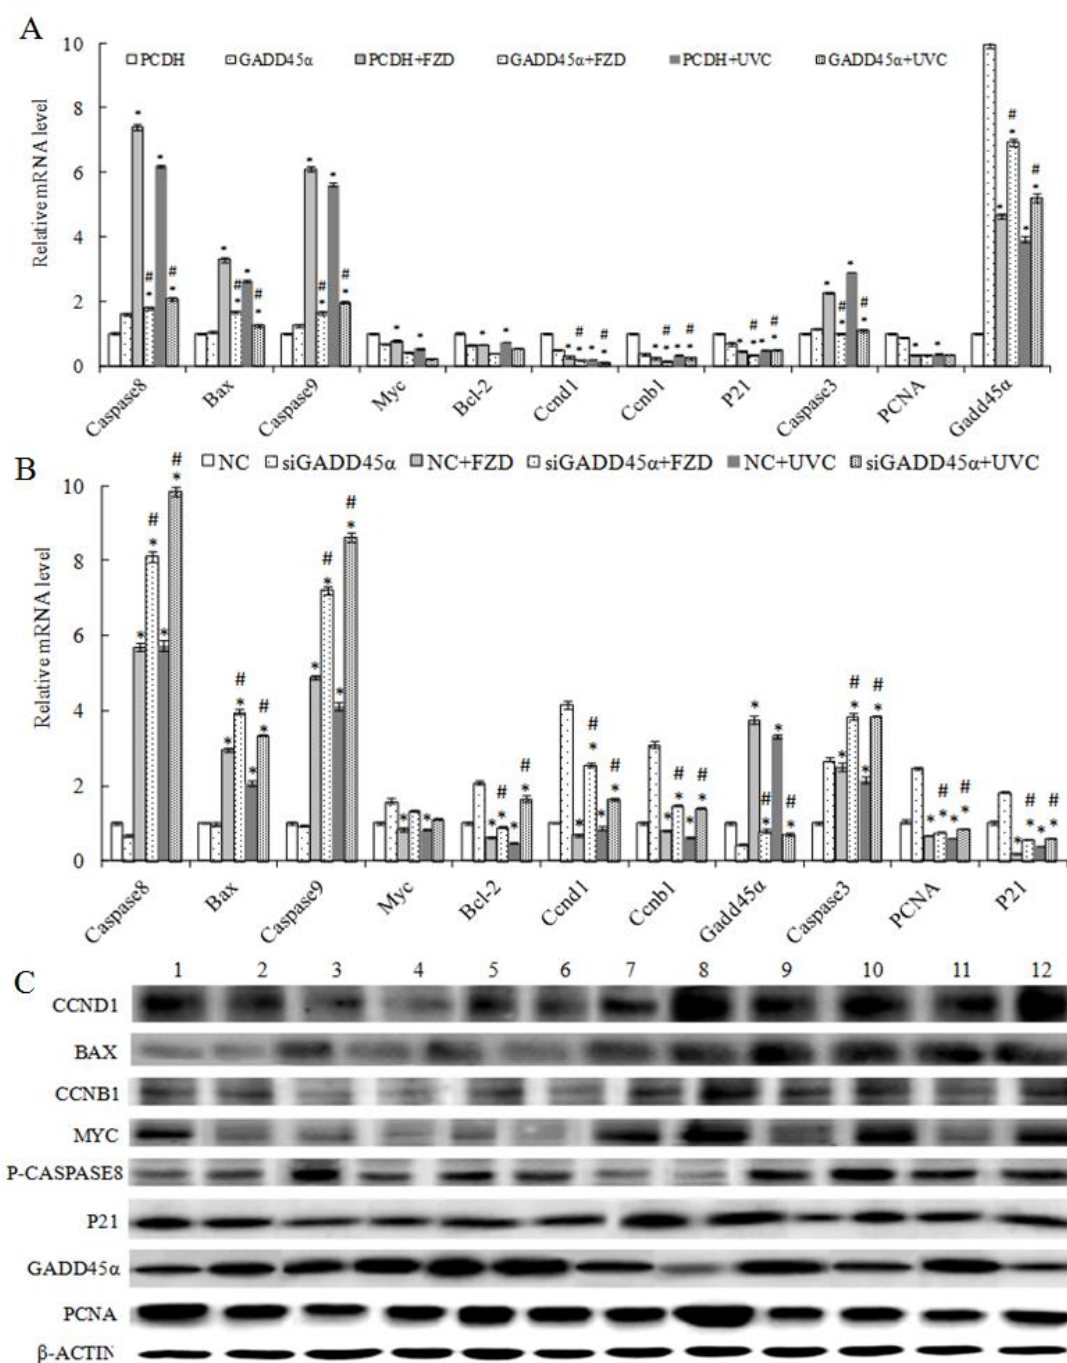 A
10
PCDH GADD45α PCDH+FZD GADD45α+FZD PCDH+UVC GADD45α+UVC
8
6
4
2
0
Relative mRNA level
Caspase8 Bax Caspase9 Myc Bcl-2 Ccnd1 Ccnb1 P21 Caspase3 PCNA Gadd45α
B
NC siGADD45α NC+FZD siGADD45α+FZD NC+UVC siGADD45α+UVC
10
8
6
4
2
0
Relative mRNA level
Caspase8 Bax Caspase9 Myc Bcl-2 Ccnd1 Ccnb1 Gadd45α Caspase3 PCNA P21
C
1 2 3 4 5 6 7 8 9 10 11 12
CCND1
BAX
CCNB1
MYC
P-CASPASE8
P21
GADD45α
PCNA
β-ACTIN